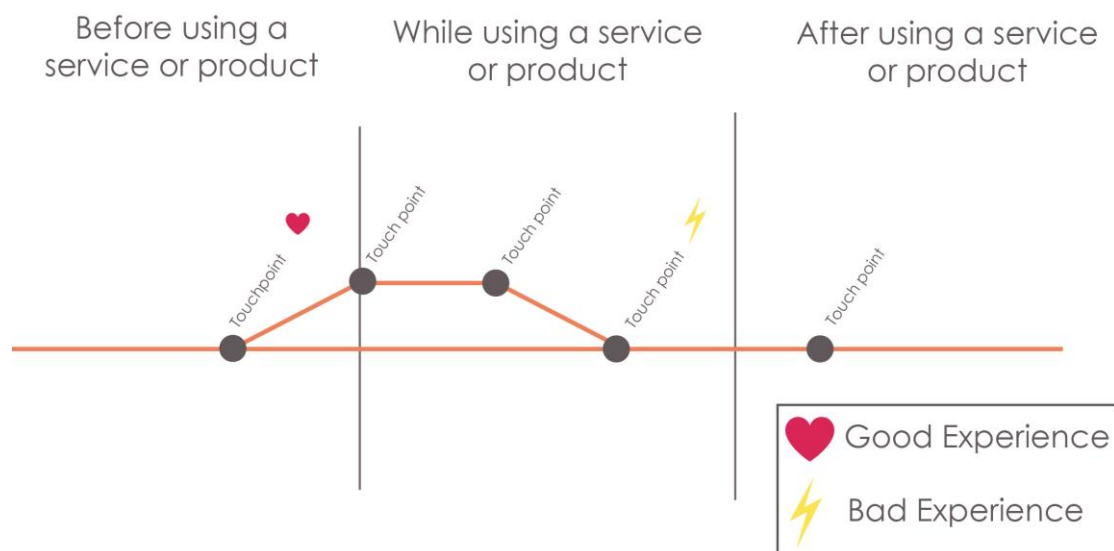 Before using a
service or product
While using a service
or product
After using a service
or product
Touchpoint
Touch point
Touch point
Touch point
Touch point
Good Experience
Bad Experience